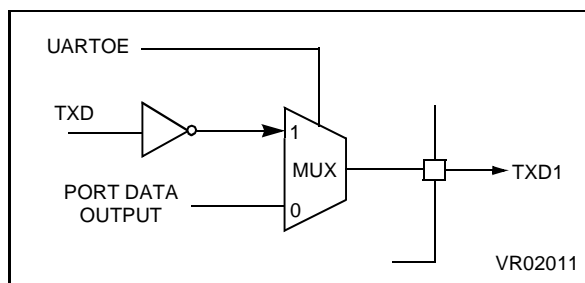 UARTOE
TXD
1
MUX
TXD1
PORT DATA
OUTPUT
0
VR02011